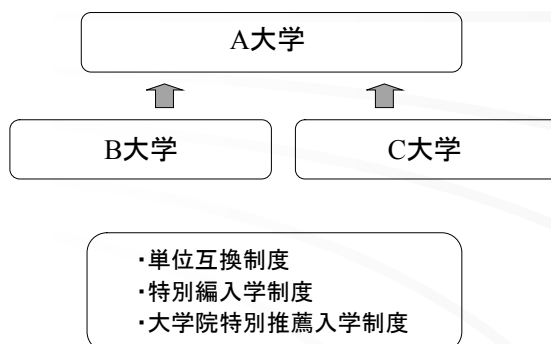 A大学
B大学
C大学
・単位互換制度
・特別編入学制度
・大学院特別推薦入学制度